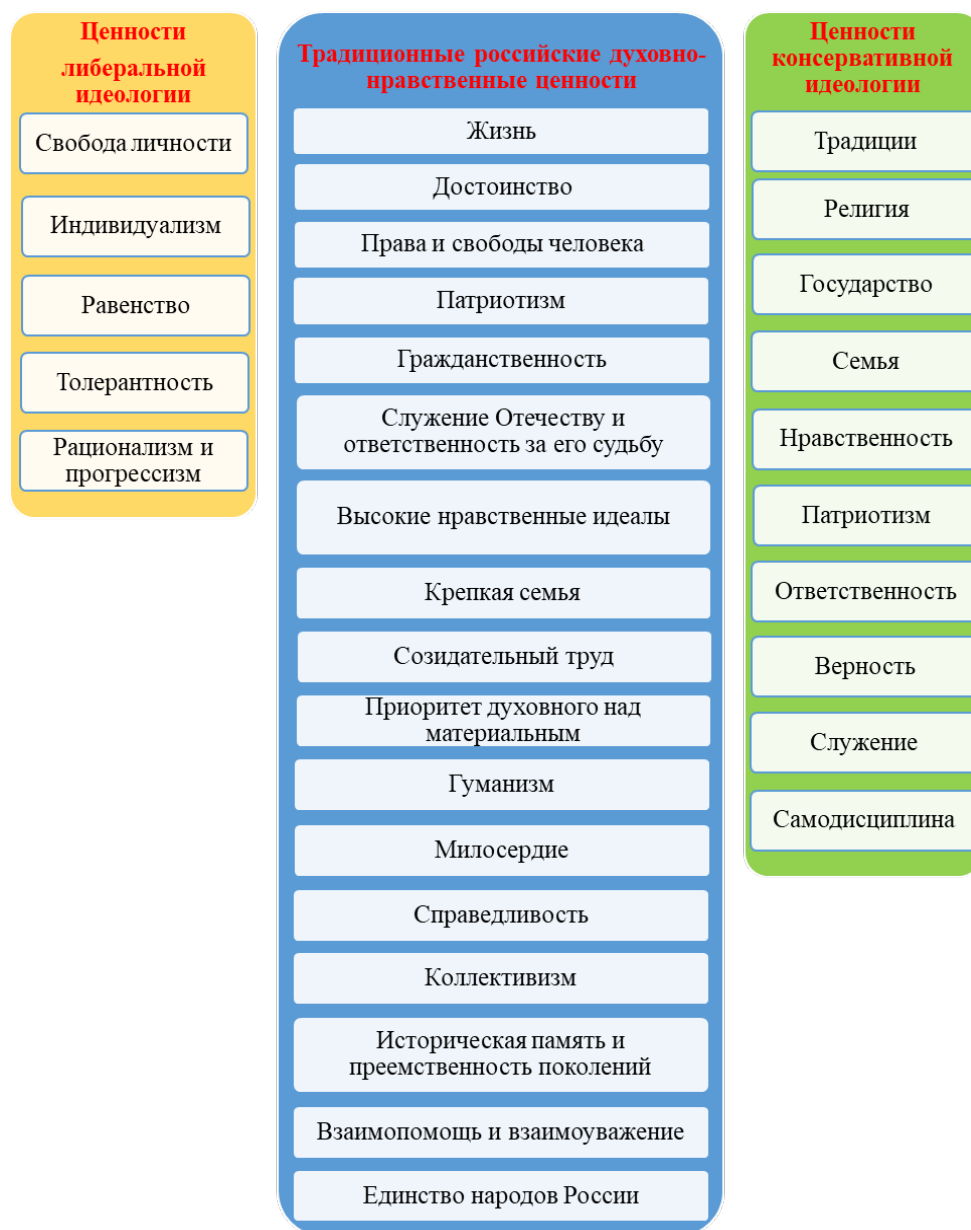 Ценности
либеральной
идеологии
Свобода личности
Индивидуализм
Равенство
Толерантность
Рационализм и
прогрессизм
Традиционные российские духовно-
нравственные ценности
Жизнь
Достоинство
Права и свободы человека
Патриотизм
Гражданственность
Служение Отечеству и
ответственность за его судьбу
Высокие нравственные идеалы
Крепкая семья
Созидательный труд
Приоритет духовного над
материальным
Гуманизм
Милосердие
Справедливость
Коллективизм
Историческая память и
преемственность поколений
Взаимопомощь и взаимоуважение
Единство народов России
Ценности
консервативной
идеологии
Традиции
Религия
Государство
Семья
Нравственность
Патриотизм
Ответственность
Верность
Служение
Самодисциплина